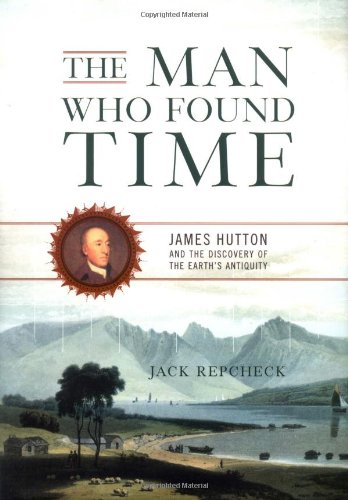 Copyrighted Material
THE MAN
WHO FOUND
TIME
JAMES HUTTON
AND THE DISCOVERY OF
THE EARTH'S ANTIQUITY
JACK REPCHECK
Copyrighted Material